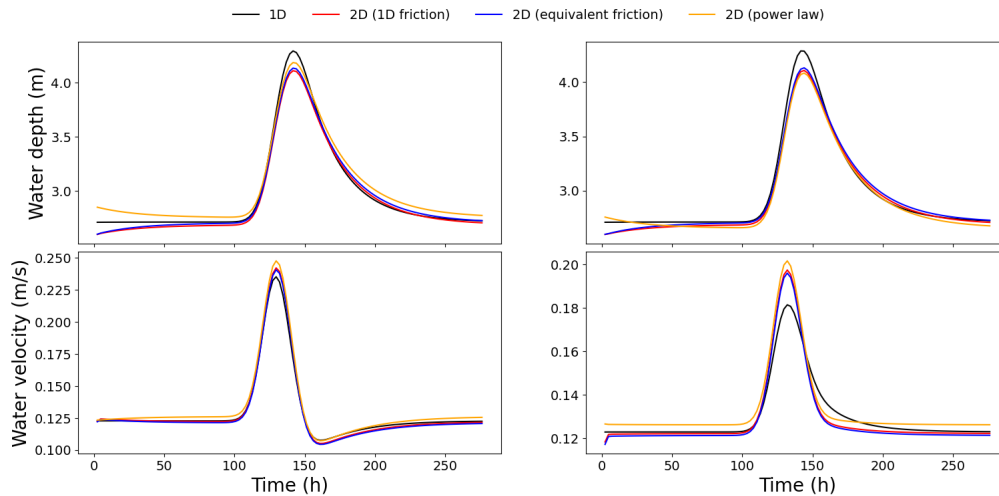 1D 2D (1D friction) 2D (equivalent friction) 2D (power law)
Water depth (m)
4.0
3.5
3.0
4.0
3.5
3.0
Water velocity (m/s)
0.250
0.225
0.200
0.175
0.150
0.125
0.100
0.20
0.18
0.16
0.14
0.12
0 50 100 150 200 250
0 50 100 150 200 250
Time (h)
Time (h)